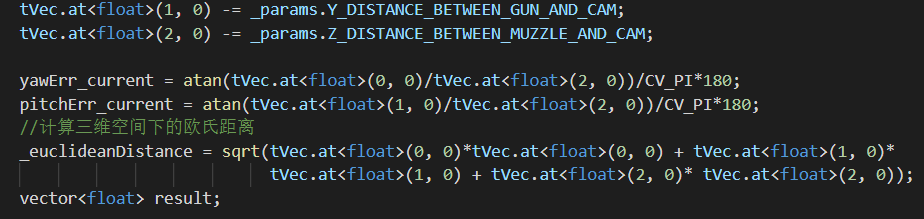 tVec.at<float>(1, 0) -= _params.Y_DISTANCE_BETWEEN_GUN_AND_CAM;
tVec.at<float>(2, 0) -= _params.Z_DISTANCE_BETWEEN_MUZZLE_AND_CAM;
yawErr_current = atan(tVec.at<float>(0, 0)/tVec.at<float>(2, 0))/CV_PI*180;
pitchErr_current = atan(tVec.at<float>(1, 0)/tVec.at<float>(2, 0))/CV_PI*180;
//计算三维空间下的欧氏距离
_euclideanDistance = sqrt(tVec.at<float>(0, 0)*tVec.at<float>(0, 0) + tVec.at<float>(1, 0)*
tVec.at<float>(1, 0) + tVec.at<float>(2, 0)* tVec.at<float>(2, 0));
vector<float> result;